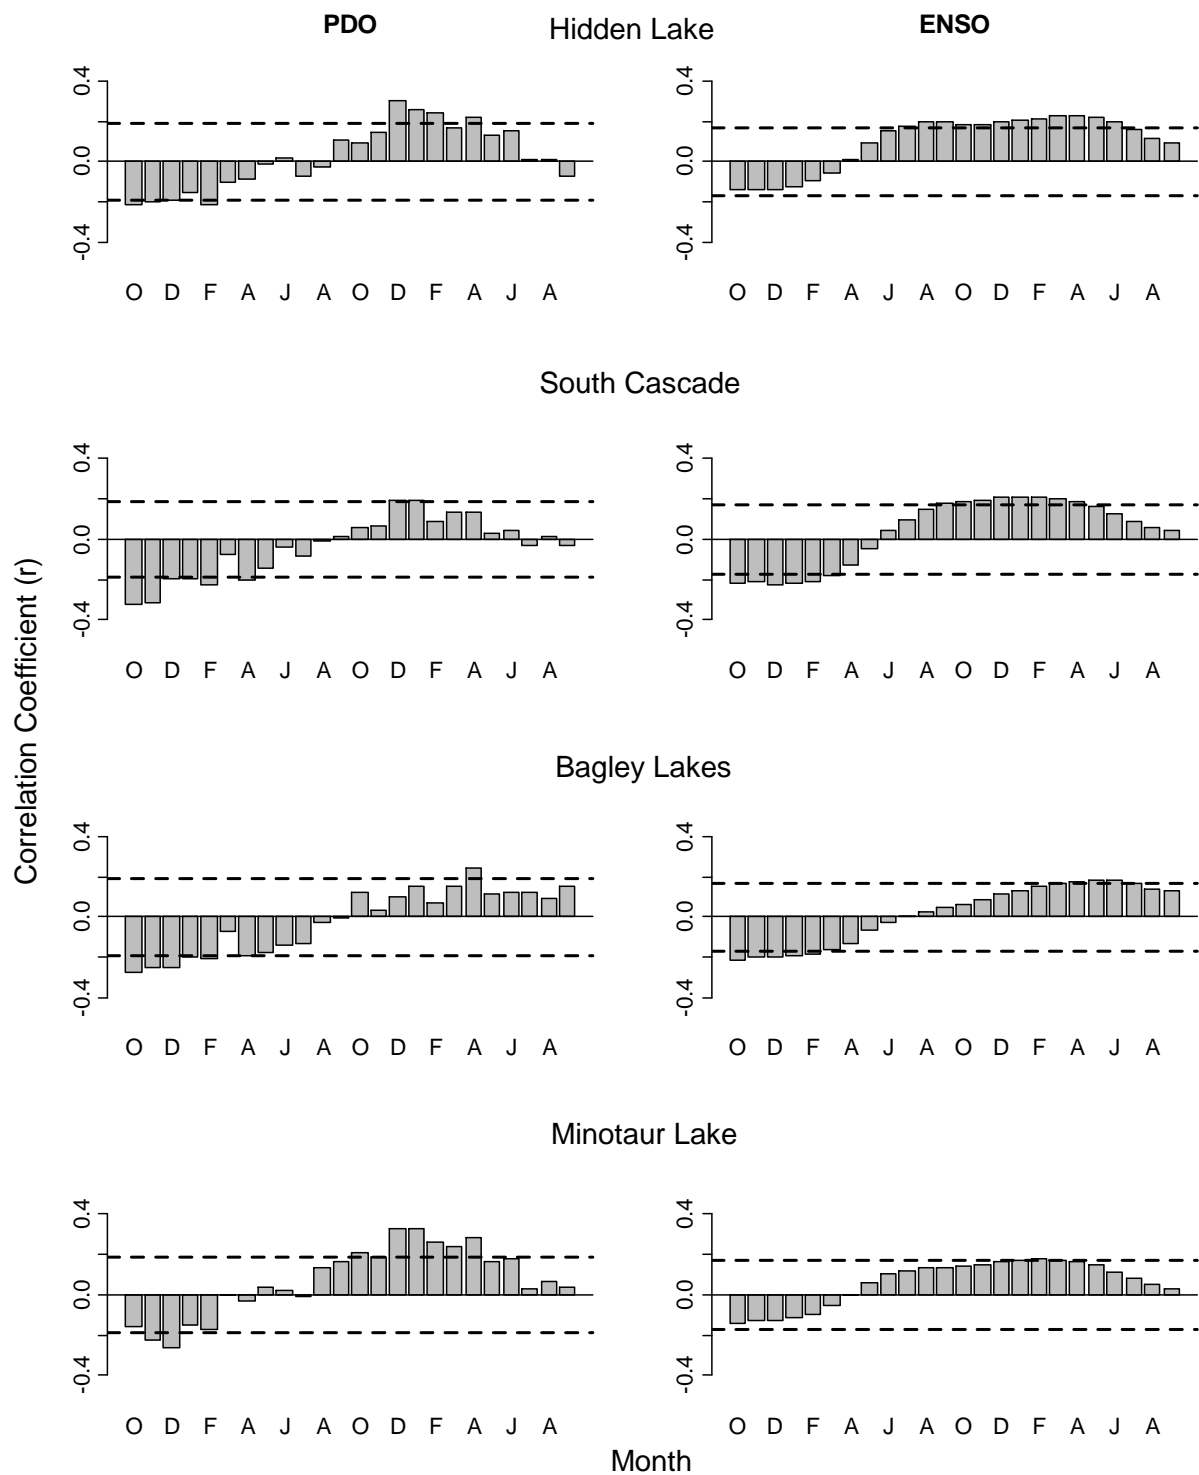 PDO
Hidden Lake
ENSO
0.4
0.0
-0.4
O D F A J A O D F A J A
0.4
0.0
-0.4
O D F A J A O D F A J A
South Cascade
0.4
0.0
-0.4
O D F A J A O D F A J A
0.4
0.0
-0.4
O D F A J A O D F A J A
Correlation Coefficient (r)
Bagley Lakes
0.4
0.0
-0.4
O D F A J A O D F A J A
0.4
0.0
-0.4
O D F A J A O D F A J A
Minotaur Lake
0.4
0.0
-0.4
O D F A J A O D F A J A
0.4
0.0
-0.4
O D F A J A O D F A J A
Month